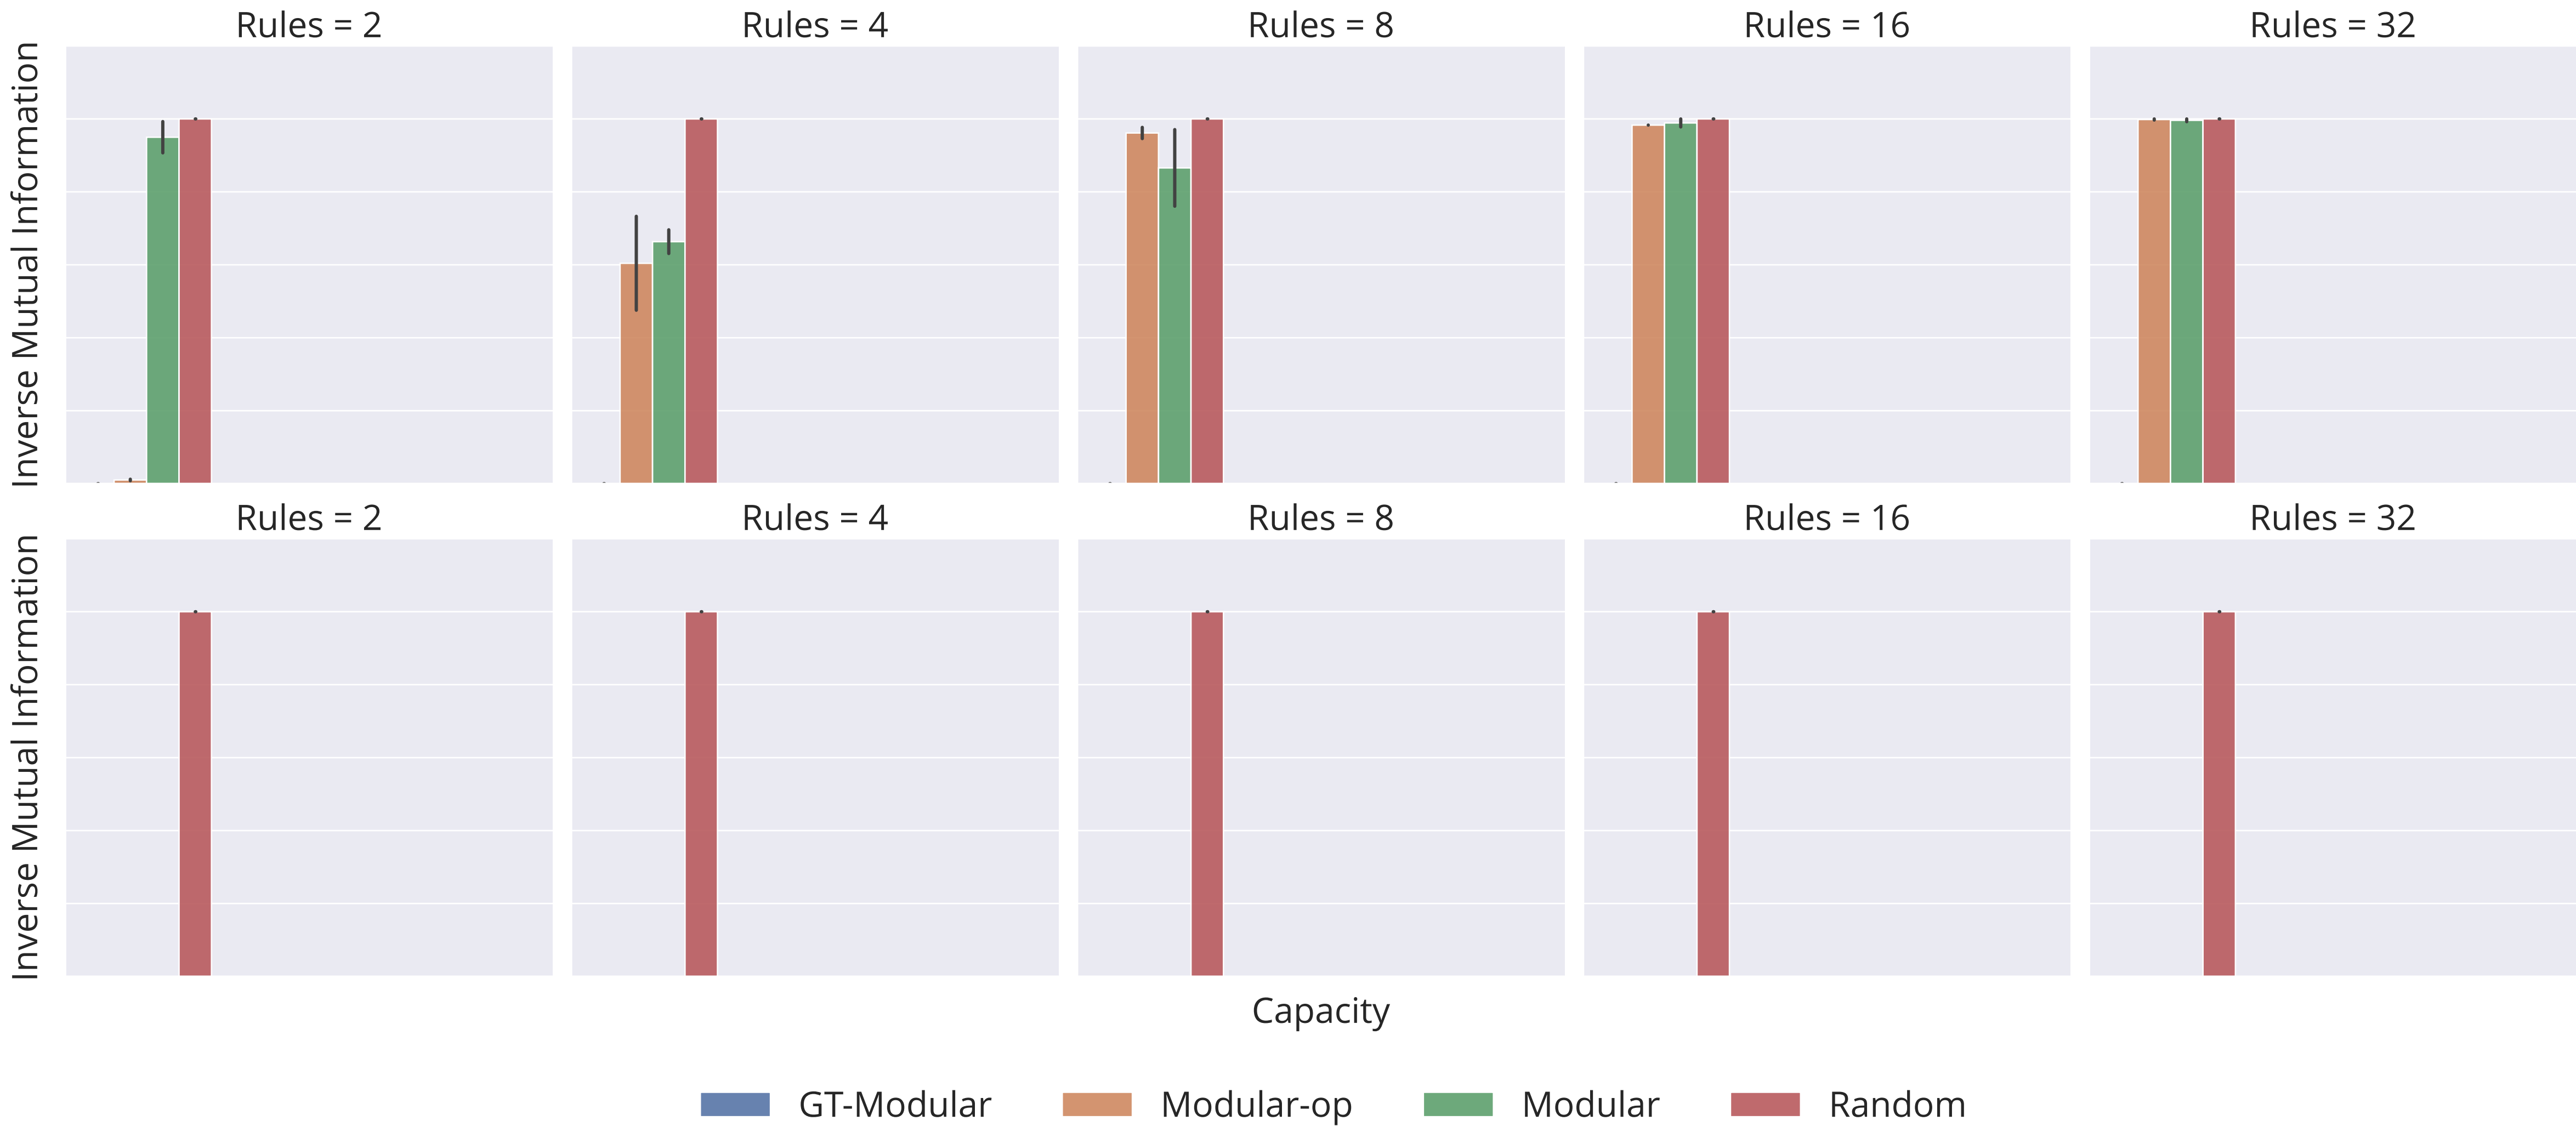 Rules = 2
Rules = 4
Rules = 8
Rules = 16
Rules = 32
Inverse Mutual Information
Rules = 2
Rules = 4
Rules = 8
Rules = 16
Rules = 32
Inverse Mutual Information
Capacity
GT-Modular
Modular-op
Modular
Random